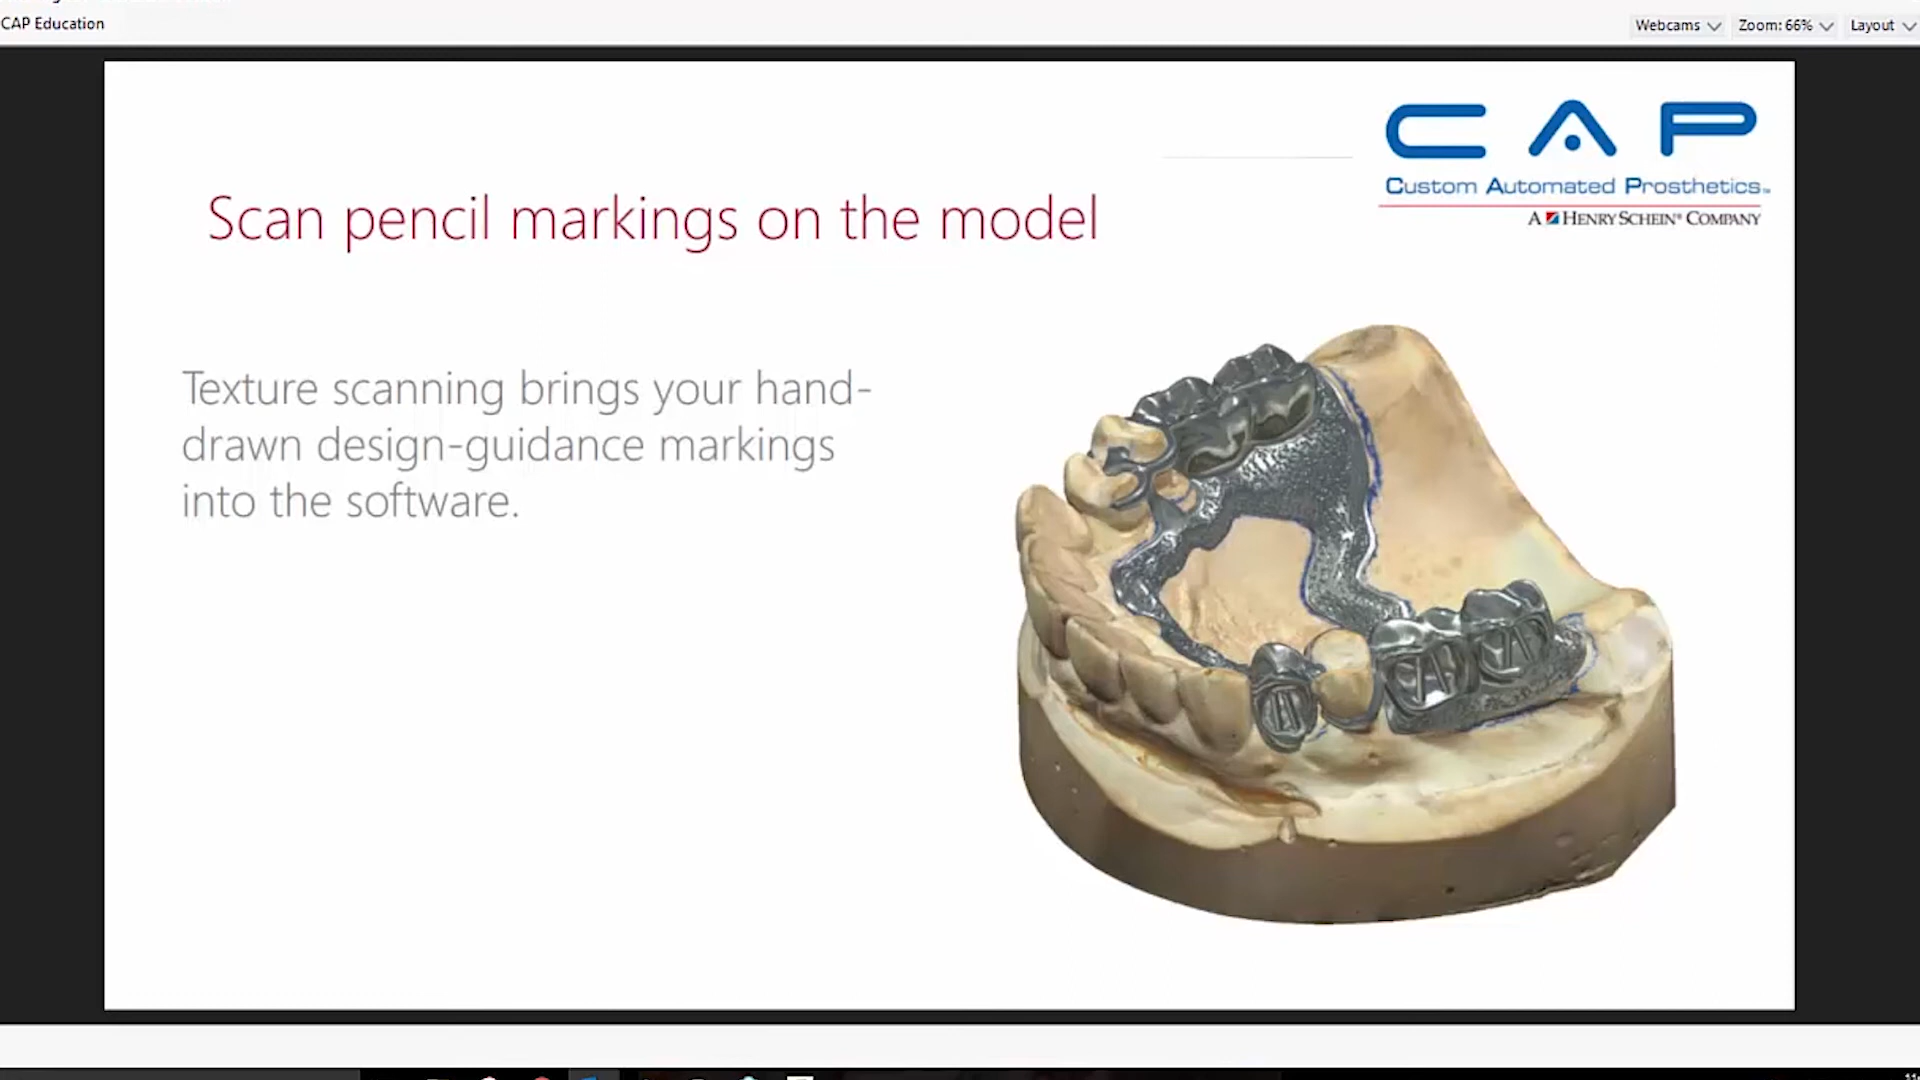 CAP Education
Webcams
Zoom: 66%
Layout
CAP
Custom Automated Prosthetics™
A HENRY SCHEIN® COMPANY
Scan pencil markings on the model
Texture scanning brings your hand-
drawn design-guidance markings
into the software.